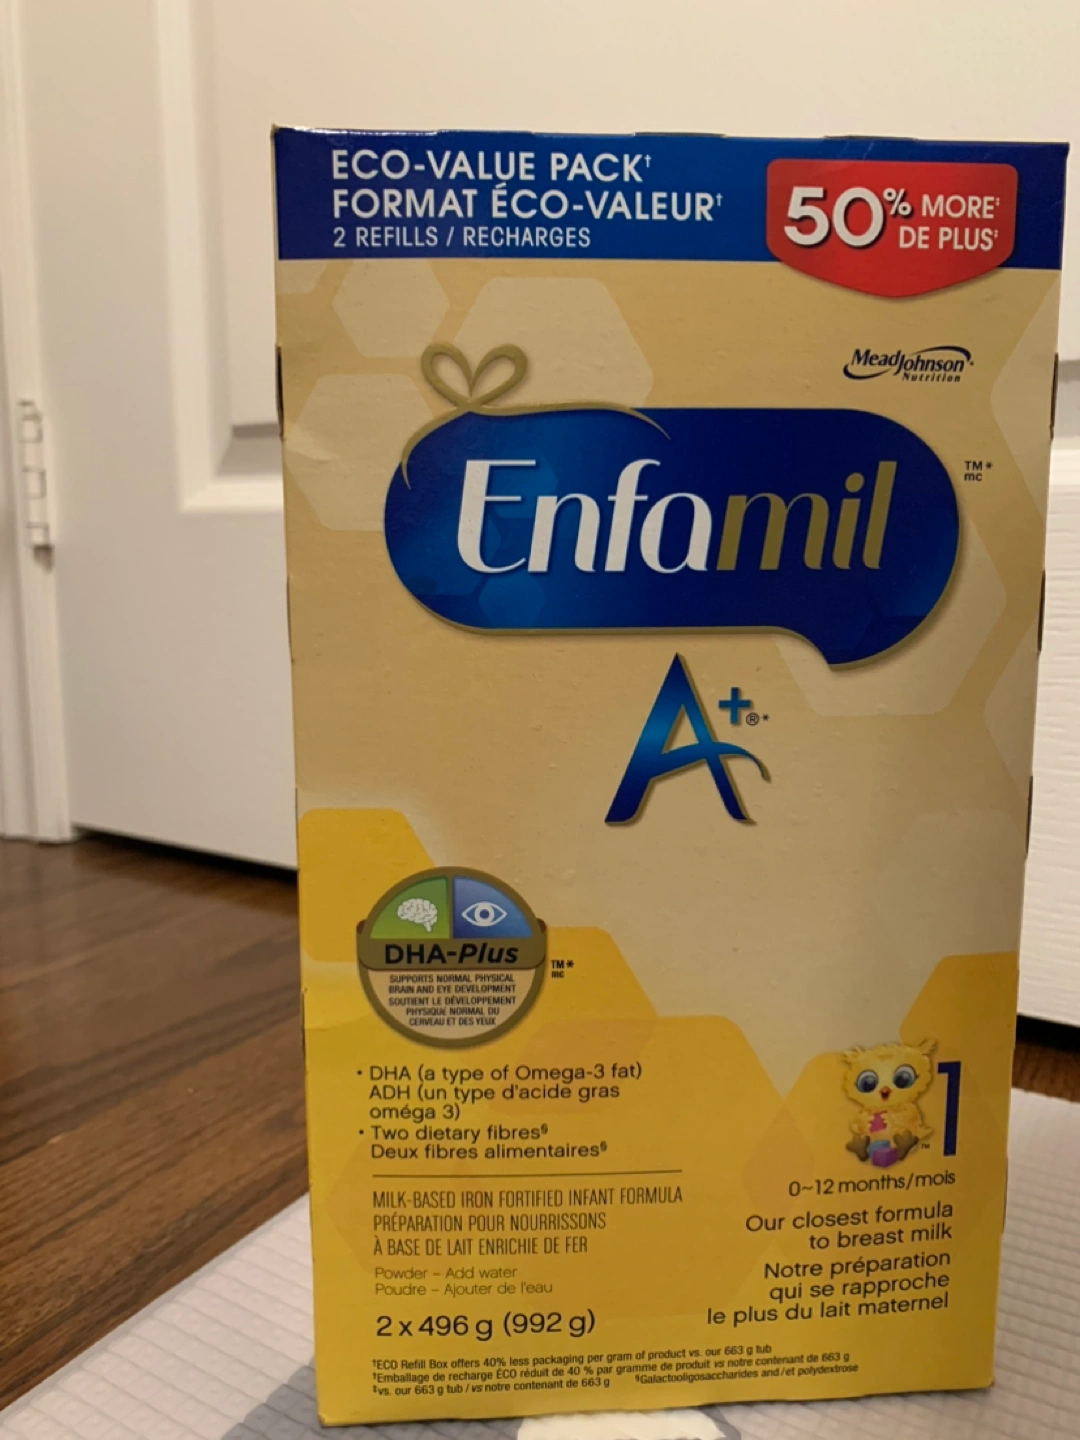 ECO-VALUE PACK†
FORMAT ÉCO-VALEUR†
2 REFILLS / RECHARGES
50% MORE‡
DE PLUS‡
MeadJohnson
Nutrition
Enfamil
TM*
mc
A+®*
DHA-Plus
TM*
mc
SUPPORTS NORMAL PHYSICAL
BRAIN AND EYE DEVELOPMENT
SOUTIENT LE DÉVELOPPEMENT
PHYSIQUE NORMAL DU
CERVEAU ET DES YEUX
• DHA (a type of Omega-3 fat)
ADH (un type d'acide gras
oméga 3)
• Two dietary fibres§
Deux fibres alimentaires§
MILK-BASED IRON FORTIFIED INFANT FORMULA
PRÉPARATION POUR NOURRISSONS
À BASE DE LAIT ENRICHIE DE FER
Powder – Add water
Poudre – Ajouter de l'eau
2 x 496 g (992 g)
1
TM
0~12 months/mois
Our closest formula
to breast milk
Notre préparation
qui se rapproche
le plus du lait maternel
†ECO Refill Box offers 40% less packaging per gram of product vs. our 663 g tub
†Emballage de recharge ÉCO réduit de 40 % par gramme de produit vs notre contenant de 663 g
‡vs. our 663 g tub / vs notre contenant de 663 g §Galactooligosaccharides and/et polydextrose